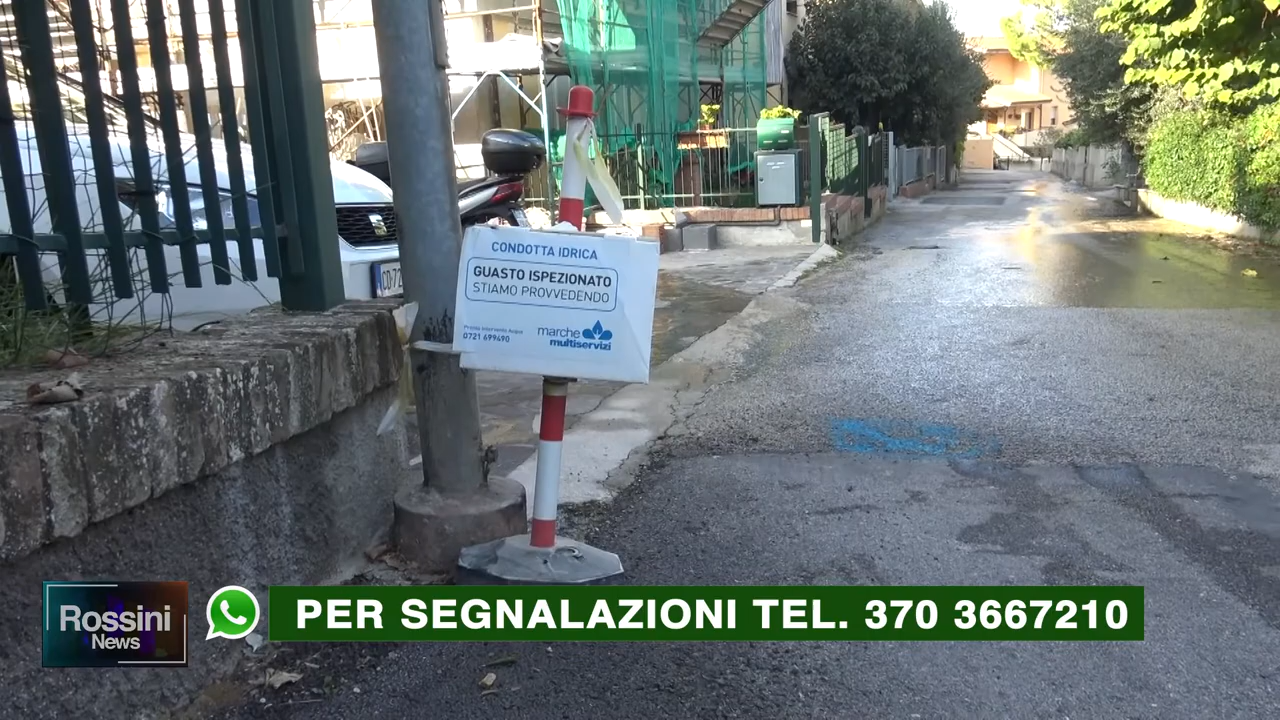 CONDOTTA IDRICA
GUASTO ISPEZIONATO
STIAMO PROVVEDENDO
Pronto Intervento Acqua
0721 699490
marche
multiservizi
Rossini
News
PER SEGNALAZIONI TEL. 370 3667210